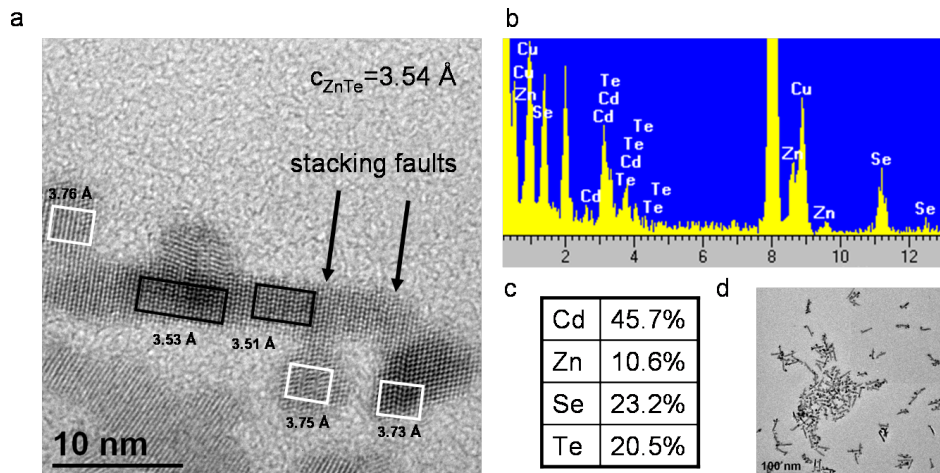 a
c_ZnTe=3.54 Å
stacking faults
3.76 Å
3.53 Å
3.51 Å
3.75 Å
3.73 Å
10 nm
b
Cu
Cu
Zn
Se
Te
Cd
Cd
Cd
Te
Te
Cd
Te
Te
Te
Cu
Zn
Zn
Se
Se
2 4 6 8 10 12
c
Cd 45.7%
Zn 10.6%
Se 23.2%
Te 20.5%
d
100 nm